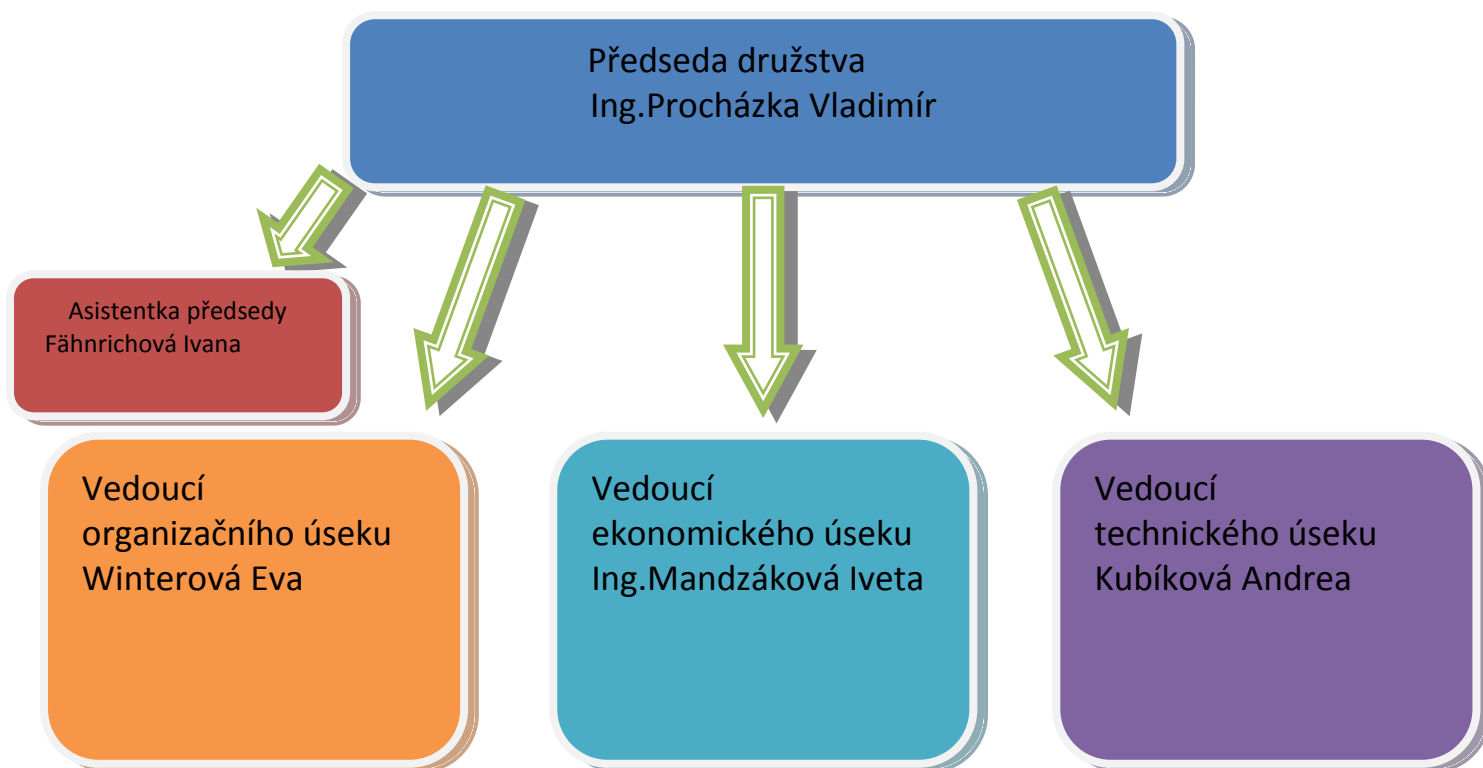 Předseda družstva
Ing.Procházka Vladimír
Asistentka předsedy
Fähnrichová Ivana
Vedoucí
organizačního úseku
Winterová Eva
Vedoucí
ekonomického úseku
Ing.Mandzáková Iveta
Vedoucí
technického úseku
Kubíková Andrea